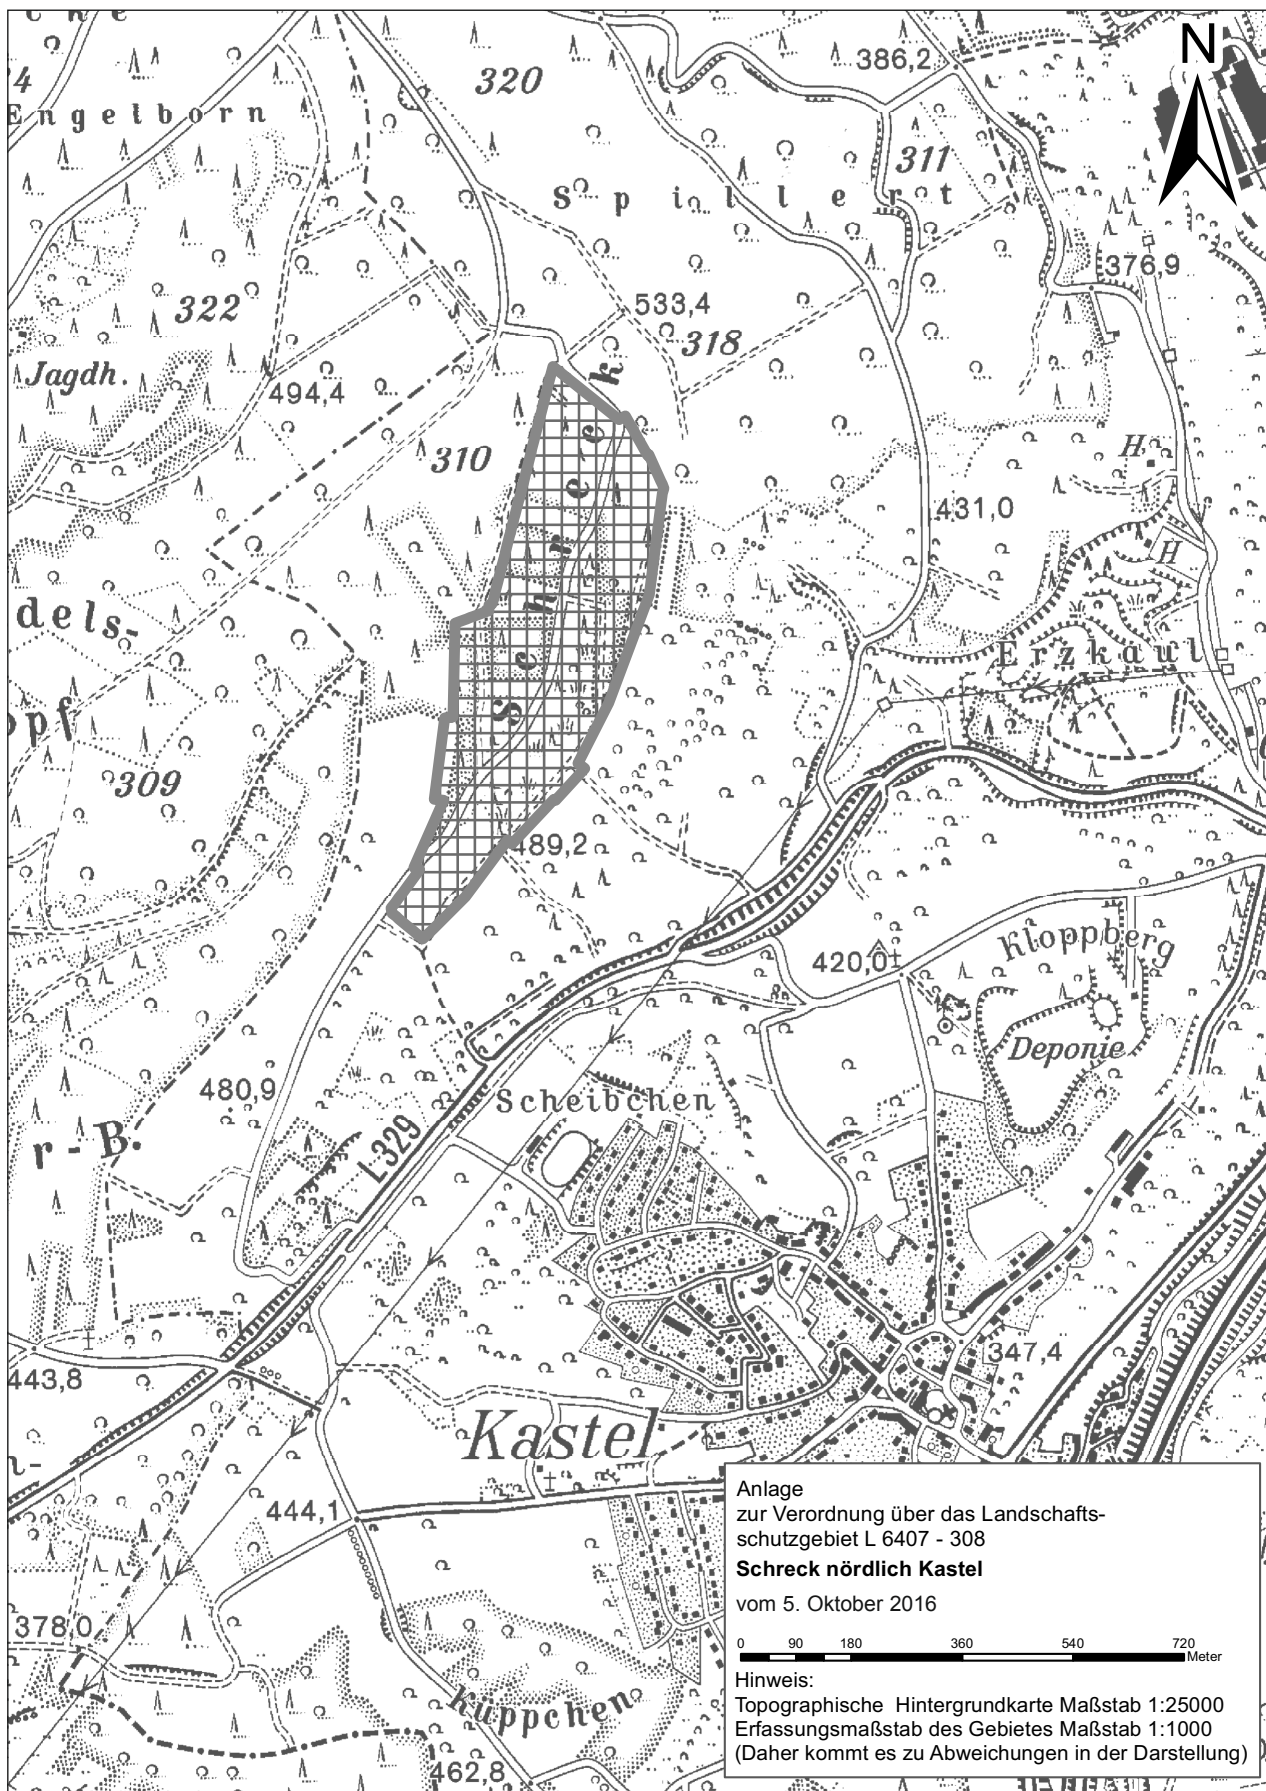 N
320
386,2
Engelborn
311
Spillert
376,9
322
533,4
318
Jagdh.
494,4
310
H
431,0
Schreck
H
dels-
Erzkaul
opf
309
489,2
Kloppberg
420,0
Deponie
480,9
Scheibchen
L 329
r-B.
347,4
443,8
Kastel
444,1
378,0
Küppchen
462,8
Anlage
zur Verordnung über das Landschafts-
schutzgebiet L 6407 - 308
Schreck nördlich Kastel
vom 5. Oktober 2016
0 90 180 360 540 720
Meter
Hinweis:
Topographische Hintergrundkarte Maßstab 1:25000
Erfassungsmaßstab des Gebietes Maßstab 1:1000
(Daher kommt es zu Abweichungen in der Darstellung)